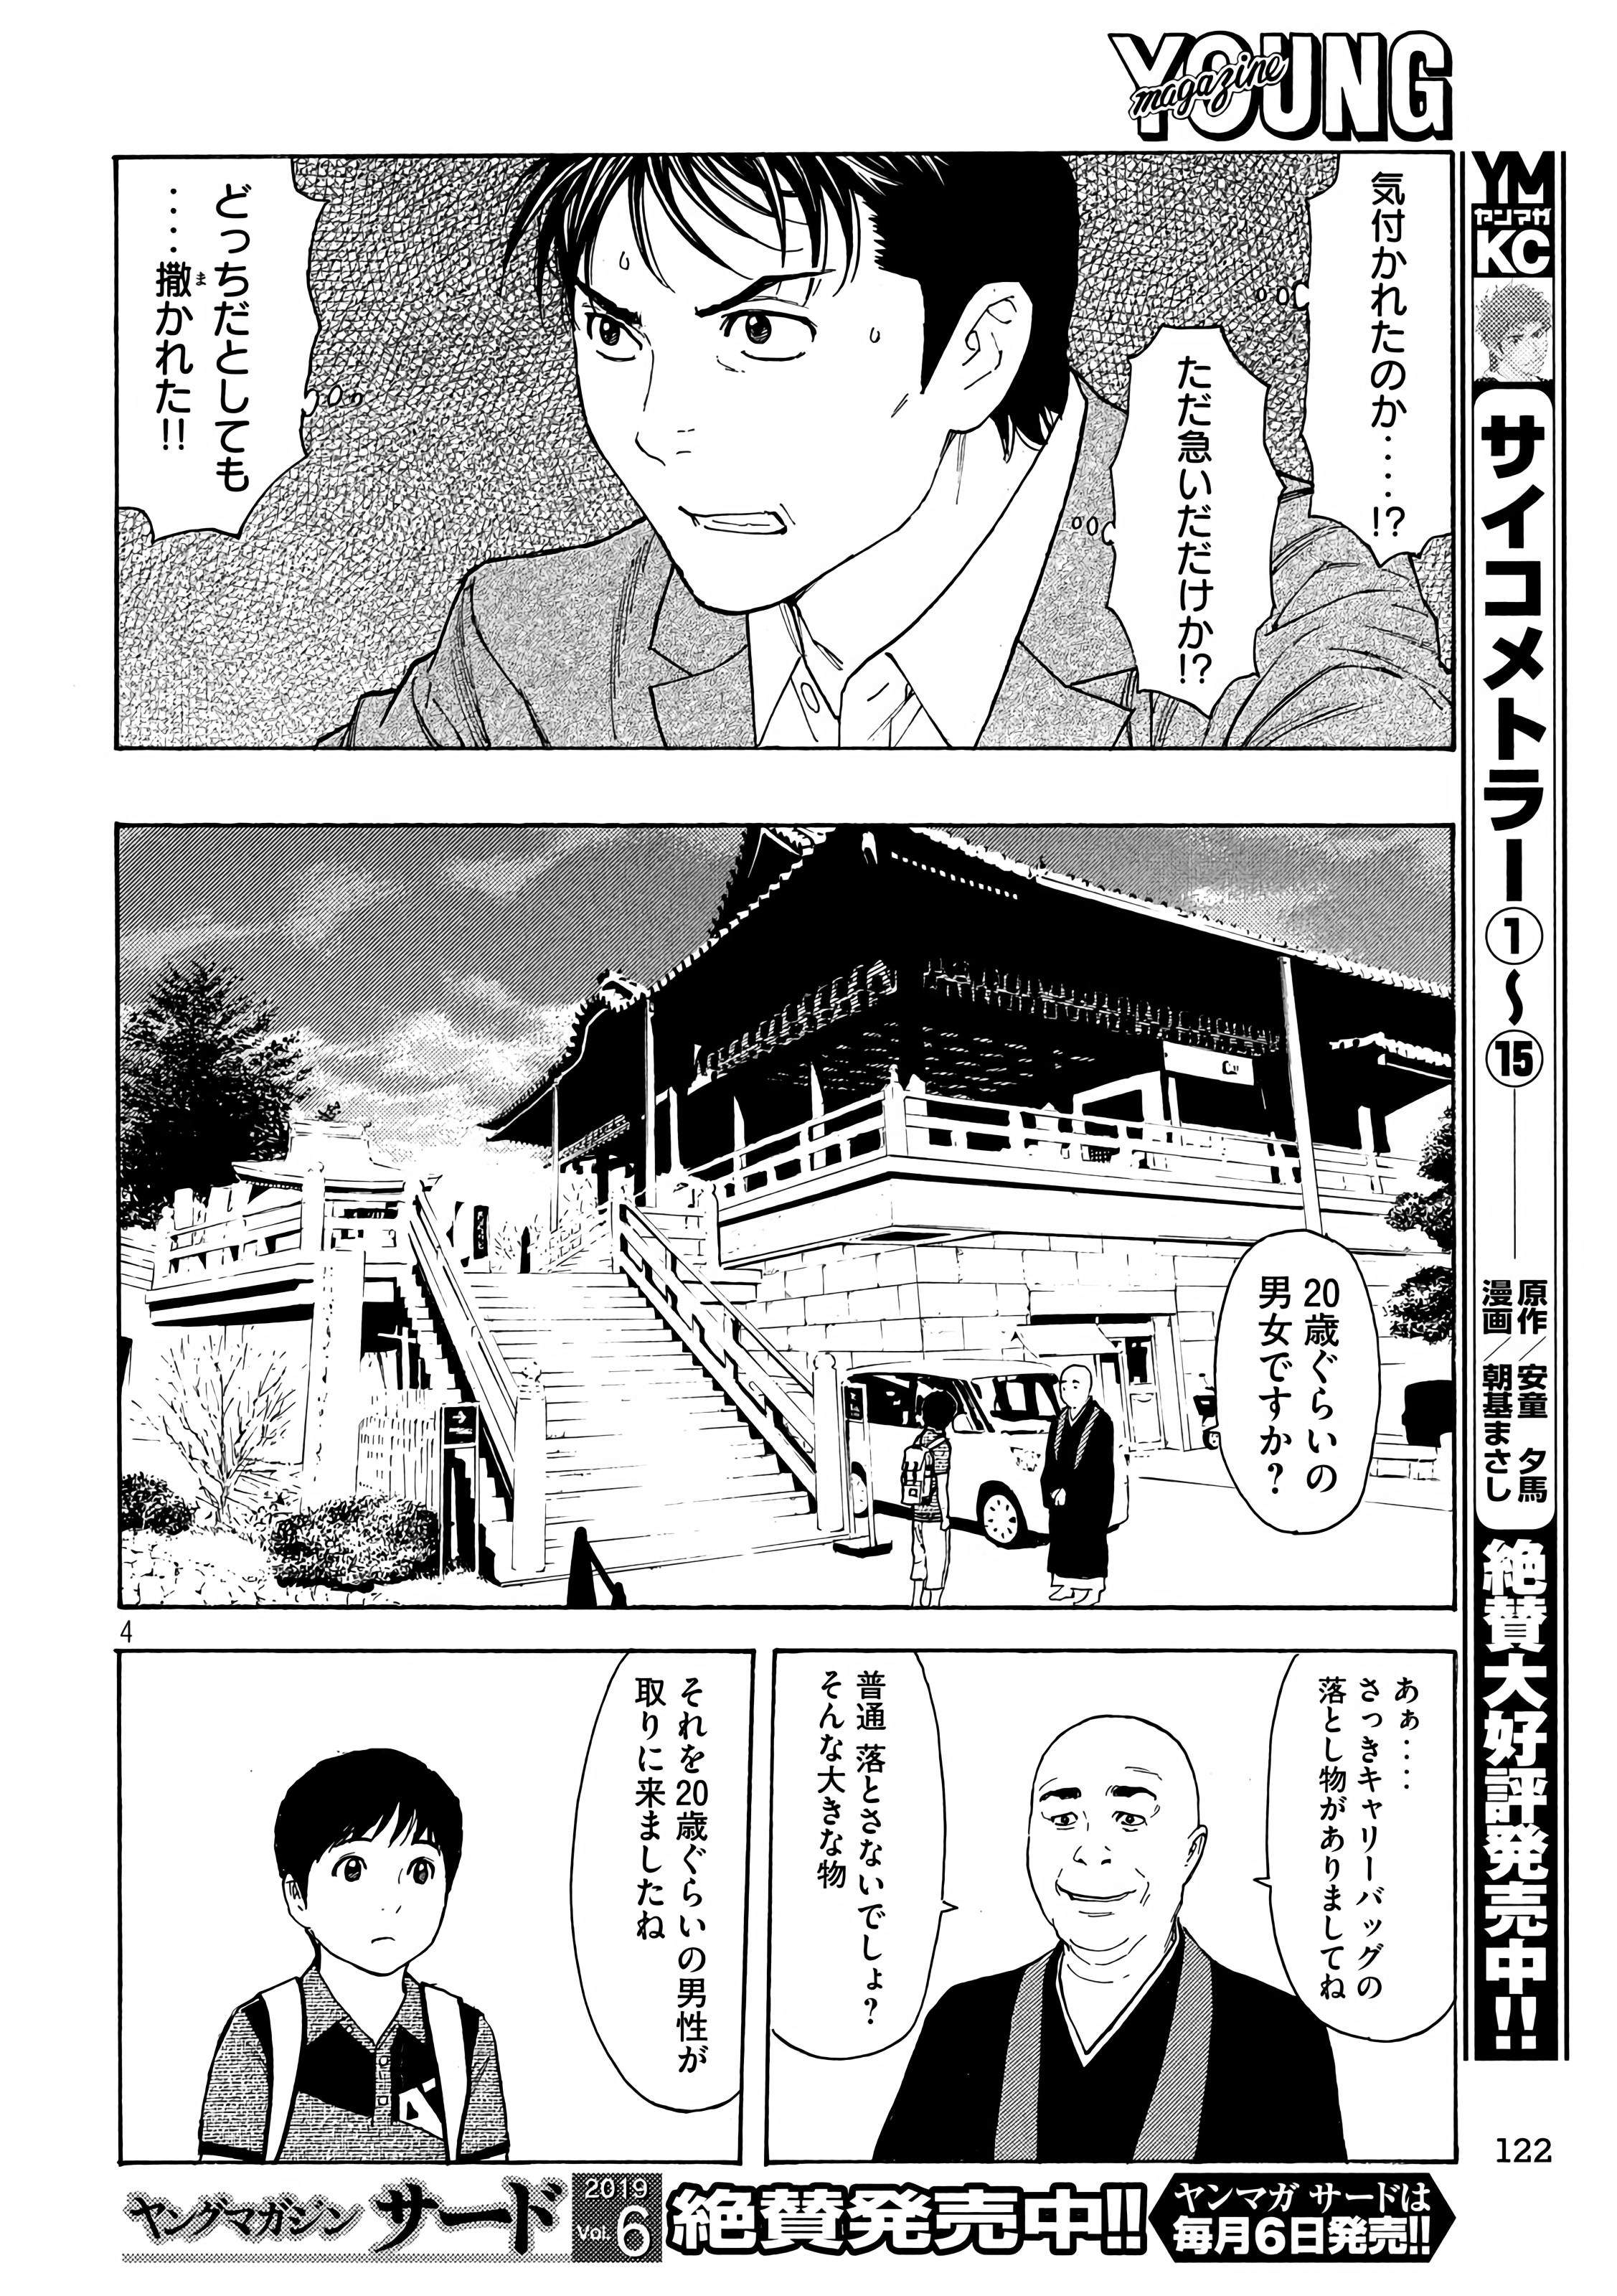 YOUNG
magazine
気付かれたのか‥‥!?
ただ急いだだけか!?
どっちだとしても
‥‥撒かれた!!
ま
20歳ぐらいの
男女ですか?
あぁ‥‥
さっきキャリーバッグの
落とし物がありましてね
普通 落とさないでしょ?
そんな大きな物
それを20歳ぐらいの男性が
取りに来ましたね
4
YM
ヤンマガ
KC
サイコメトラー①〜⑮
原作/安童 夕馬
漫画/朝基まさし
絶賛大好評発売中!!
122
ヤングマガジン サード
2019
Vol. 6
絶賛発売中!!
ヤンマガ サードは
毎月6日発売!!